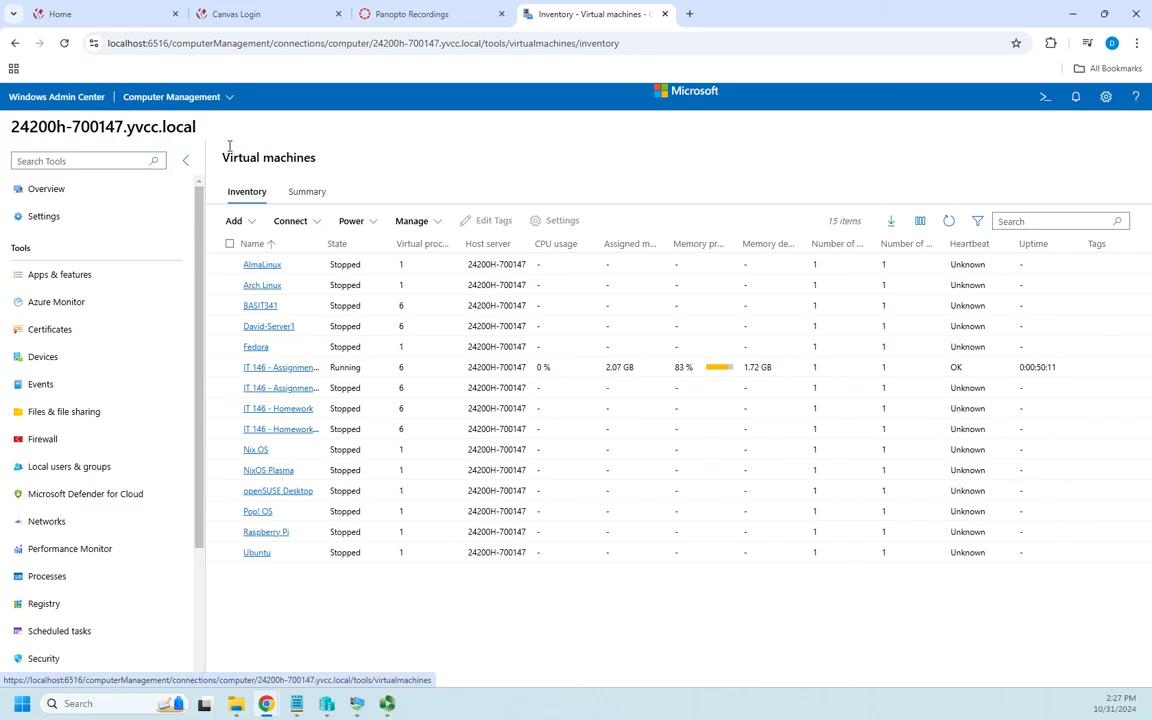 Home
Canvas Login
Panopto Recordings
Inventory - Virtual machines - C
localhost:6516/computerManagement/connections/computer/24200h-700147.yvcc.local/tools/virtualmachines/inventory
D
All Bookmarks
Windows Admin Center
Computer Management
Microsoft
24200h-700147.yvcc.local
Search Tools
Overview
Settings
Tools
Apps & features
Azure Monitor
Certificates
Devices
Events
Files & file sharing
Firewall
Local users & groups
Microsoft Defender for Cloud
Networks
Performance Monitor
Processes
Registry
Scheduled tasks
Security
Virtual machines
Inventory Summary
Add Connect Power Manage Edit Tags Settings 15 items Search
Name State Virtual proc... Host server CPU usage Assigned m... Memory pr... Memory de... Number of ... Number of ... Heartbeat Uptime Tags
AlmaLinux Stopped 1 24200H-700147 - - - - 1 1 Unknown -
Arch Linux Stopped 1 24200H-700147 - - - - 1 1 Unknown -
BASIT341 Stopped 6 24200H-700147 - - - - 1 1 Unknown -
David-Server1 Stopped 6 24200H-700147 - - - - 1 1 Unknown -
Fedora Stopped 1 24200H-700147 - - - - 1 1 Unknown -
IT 146 - Assignmen... Running 6 24200H-700147 0 % 2.07 GB 83 % 1.72 GB 1 1 OK 0:00:50:11
IT 146 - Assignmen... Stopped 6 24200H-700147 - - - - 1 1 Unknown -
IT 146 - Homework Stopped 6 24200H-700147 - - - - 1 1 Unknown -
IT 146 - Homework... Stopped 6 24200H-700147 - - - - 1 1 Unknown -
Nix OS Stopped 1 24200H-700147 - - - - 1 1 Unknown -
NixOS Plasma Stopped 1 24200H-700147 - - - - 1 1 Unknown -
openSUSE Desktop Stopped 1 24200H-700147 - - - - 1 1 Unknown -
Pop! OS Stopped 1 24200H-700147 - - - - 1 1 Unknown -
Raspberry Pi Stopped 1 24200H-700147 - - - - 1 1 Unknown -
Ubuntu Stopped 1 24200H-700147 - - - - 1 1 Unknown -
https://localhost:6516/computerManagement/connections/computer/24200h-700147.yvcc.local/tools/virtualmachines
Search
2:27 PM
10/31/2024